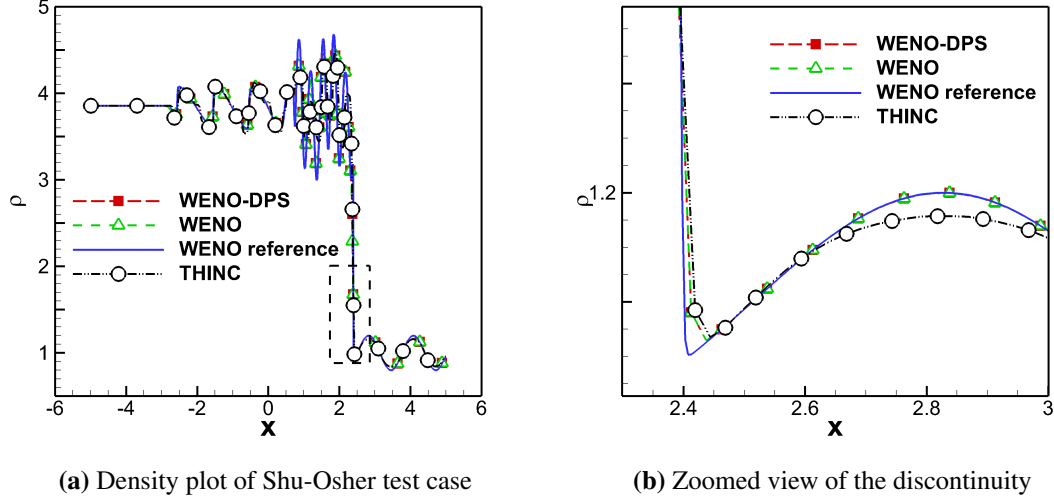 5
4
3
2
1
ρ
WENO-DPS
WENO
WENO reference
THINC
-6 -4 -2 0 2 4 6
x
(a) Density plot of Shu-Osher test case
ρ
1.2
WENO-DPS
WENO
WENO reference
THINC
2.4 2.6 2.8 3
x
(b) Zoomed view of the discontinuity